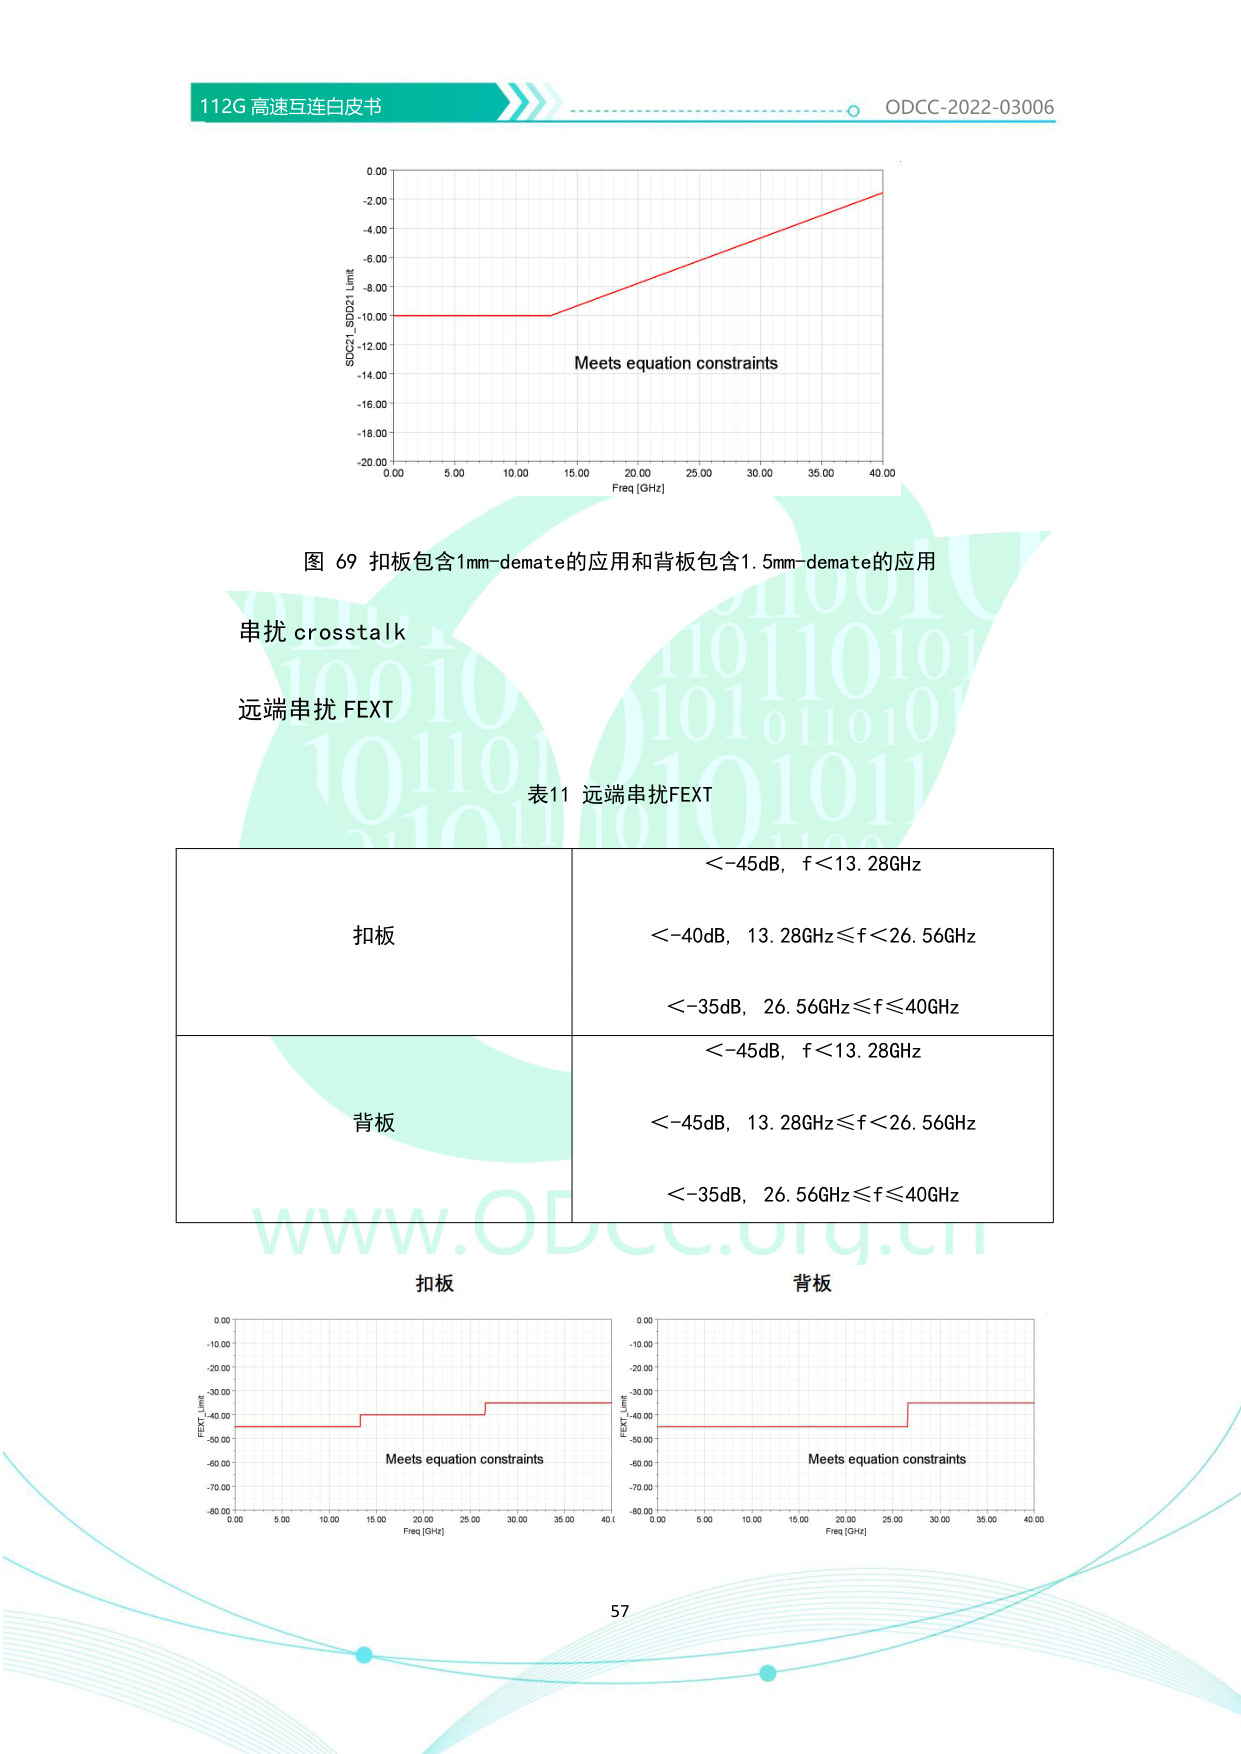 112G 高速互连白皮书
ODCC-2022-03006
0.00
-2.00
-4.00
-6.00
-8.00
-10.00
-12.00
-14.00
-16.00
-18.00
-20.00
SDC21_SDD21 Limit
Meets equation constraints
0.00 5.00 10.00 15.00 20.00 25.00 30.00 35.00 40.00
Freq [GHz]
图 69 扣板包含1mm-demate的应用和背板包含1.5mm-demate的应用
串扰 crosstalk
远端串扰 FEXT
表11 远端串扰FEXT
扣板
<-45dB, f<13.28GHz
<-40dB, 13.28GHz≤f<26.56GHz
<-35dB, 26.56GHz≤f≤40GHz
背板
<-45dB, f<13.28GHz
<-45dB, 13.28GHz≤f<26.56GHz
<-35dB, 26.56GHz≤f≤40GHz
www.ODCC.org.cn
扣板
0.00
-10.00
-20.00
-30.00
-40.00
-50.00
-60.00
-70.00
-80.00
FEXT_Limit
Meets equation constraints
0.00 5.00 10.00 15.00 20.00 25.00 30.00 35.00
Freq [GHz]
背板
0.00
-10.00
-20.00
-30.00
-40.00
-50.00
-60.00
-70.00
-80.00
FEXT_Limit
Meets equation constraints
0.00 5.00 10.00 15.00 20.00 25.00 30.00 35.00 40.00
Freq [GHz]
57